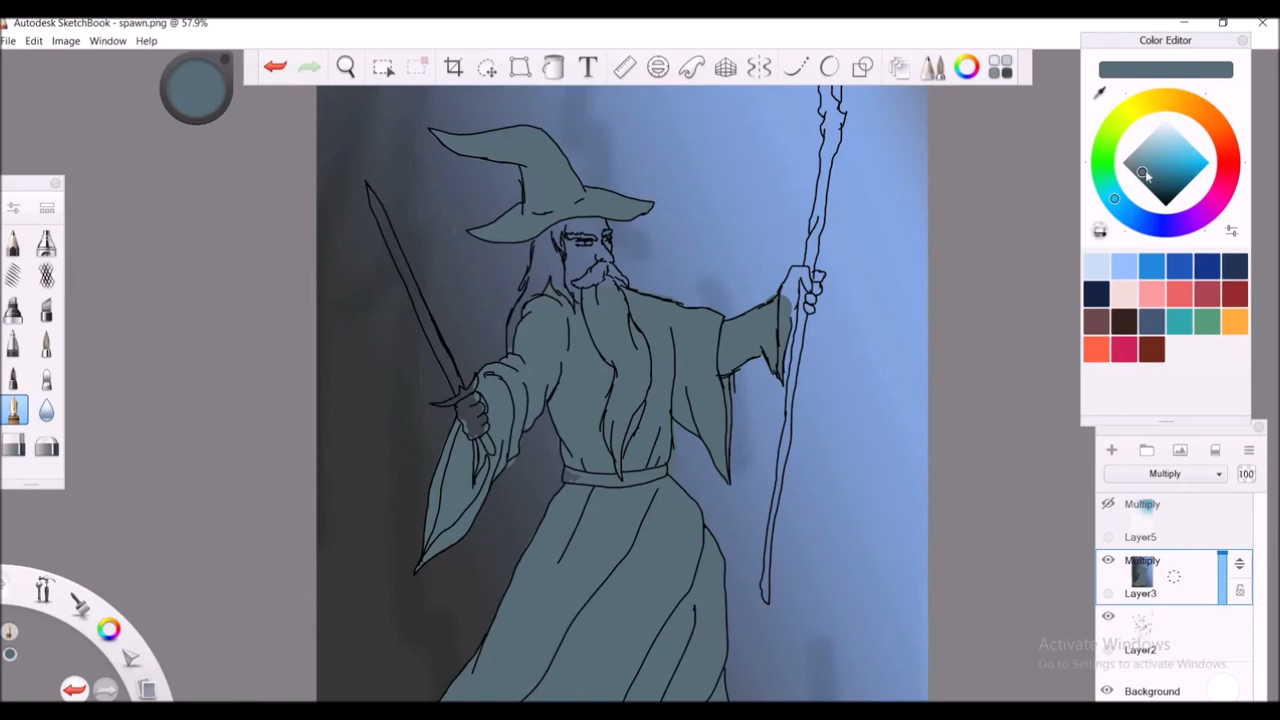 Autodesk SketchBook - spawn.png @ 57.9%
File Edit Image Window Help
T
Color Editor
Multiply
100
Multiply
Layer5
Multiply
Layer3
Layer2
Activate Windows
Go to Settings to activate Windows.
Background